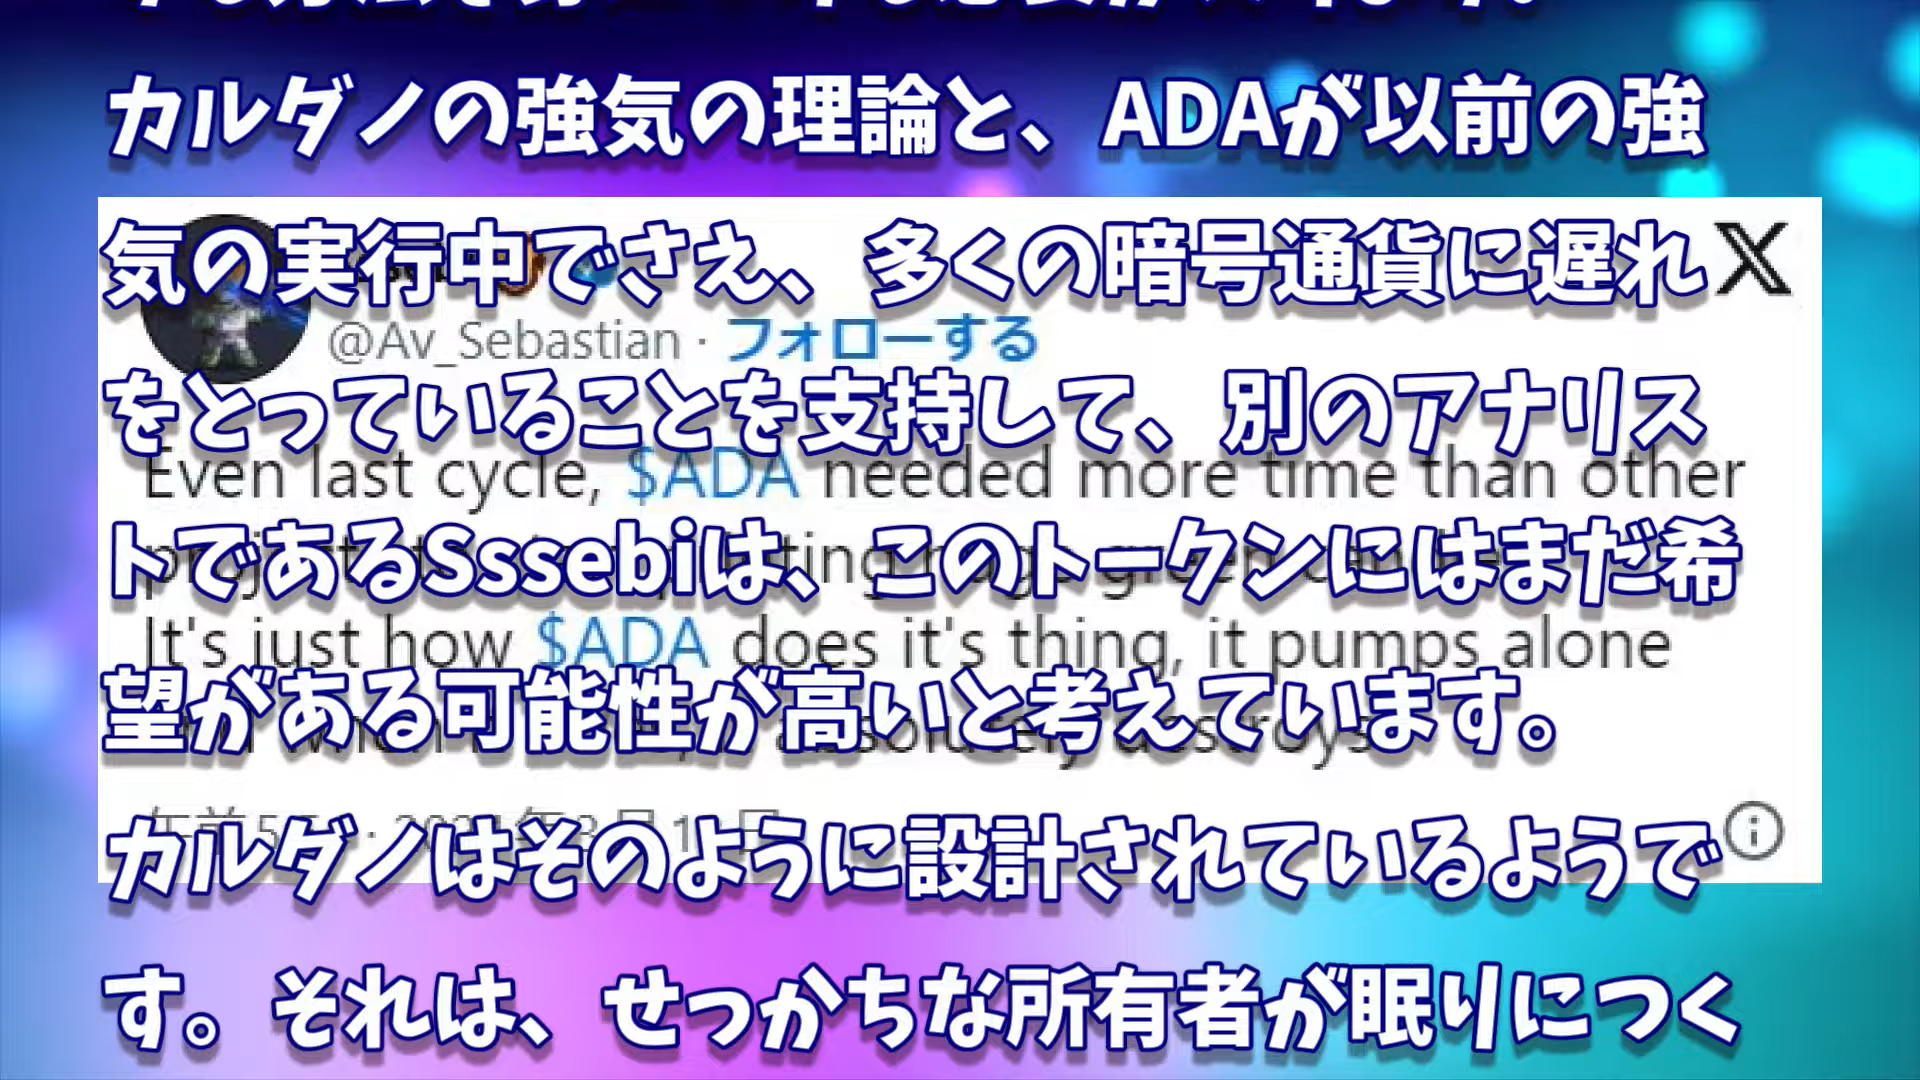 カルダノの強気の理論と、ADAが以前の強
気の実行中でさえ、多くの暗号通貨に遅れ
@Av_Sebastian · フォローする
をとっていることを支持して、別のアナリス
Even last cycle, $ADA needed more time than other
トであるSssebiは、このトークンにはまだ希
It's just how $ADA does it's thing, it pumps alone
望がある可能性が高いと考えています。
カルダノはそのように設計されているようで
す。それは、せっかちな所有者が眠りにつく